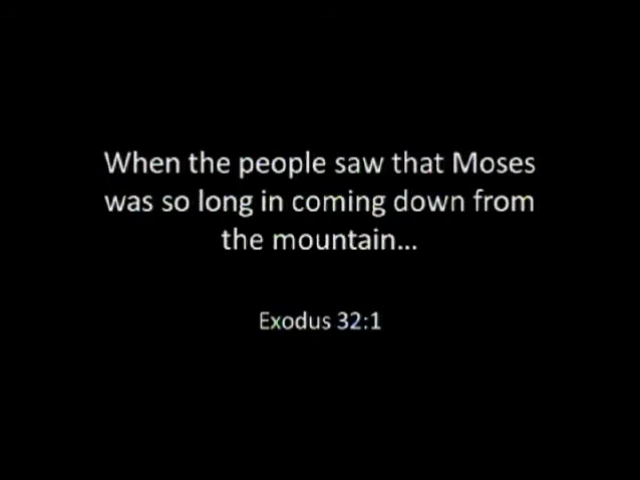 When the people saw that Moses
was so long in coming down from
the mountain...
Exodus 32:1